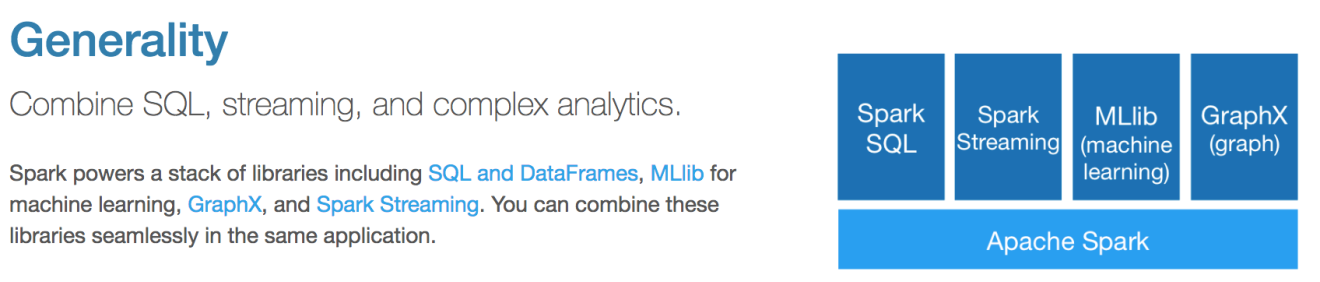 Generality
Combine SQL, streaming, and complex analytics.
Spark powers a stack of libraries including SQL and DataFrames, MLlib for
machine learning, GraphX, and Spark Streaming. You can combine these
libraries seamlessly in the same application.
Spark
SQL
Spark
Streaming
MLlib
(machine
learning)
GraphX
(graph)
Apache Spark